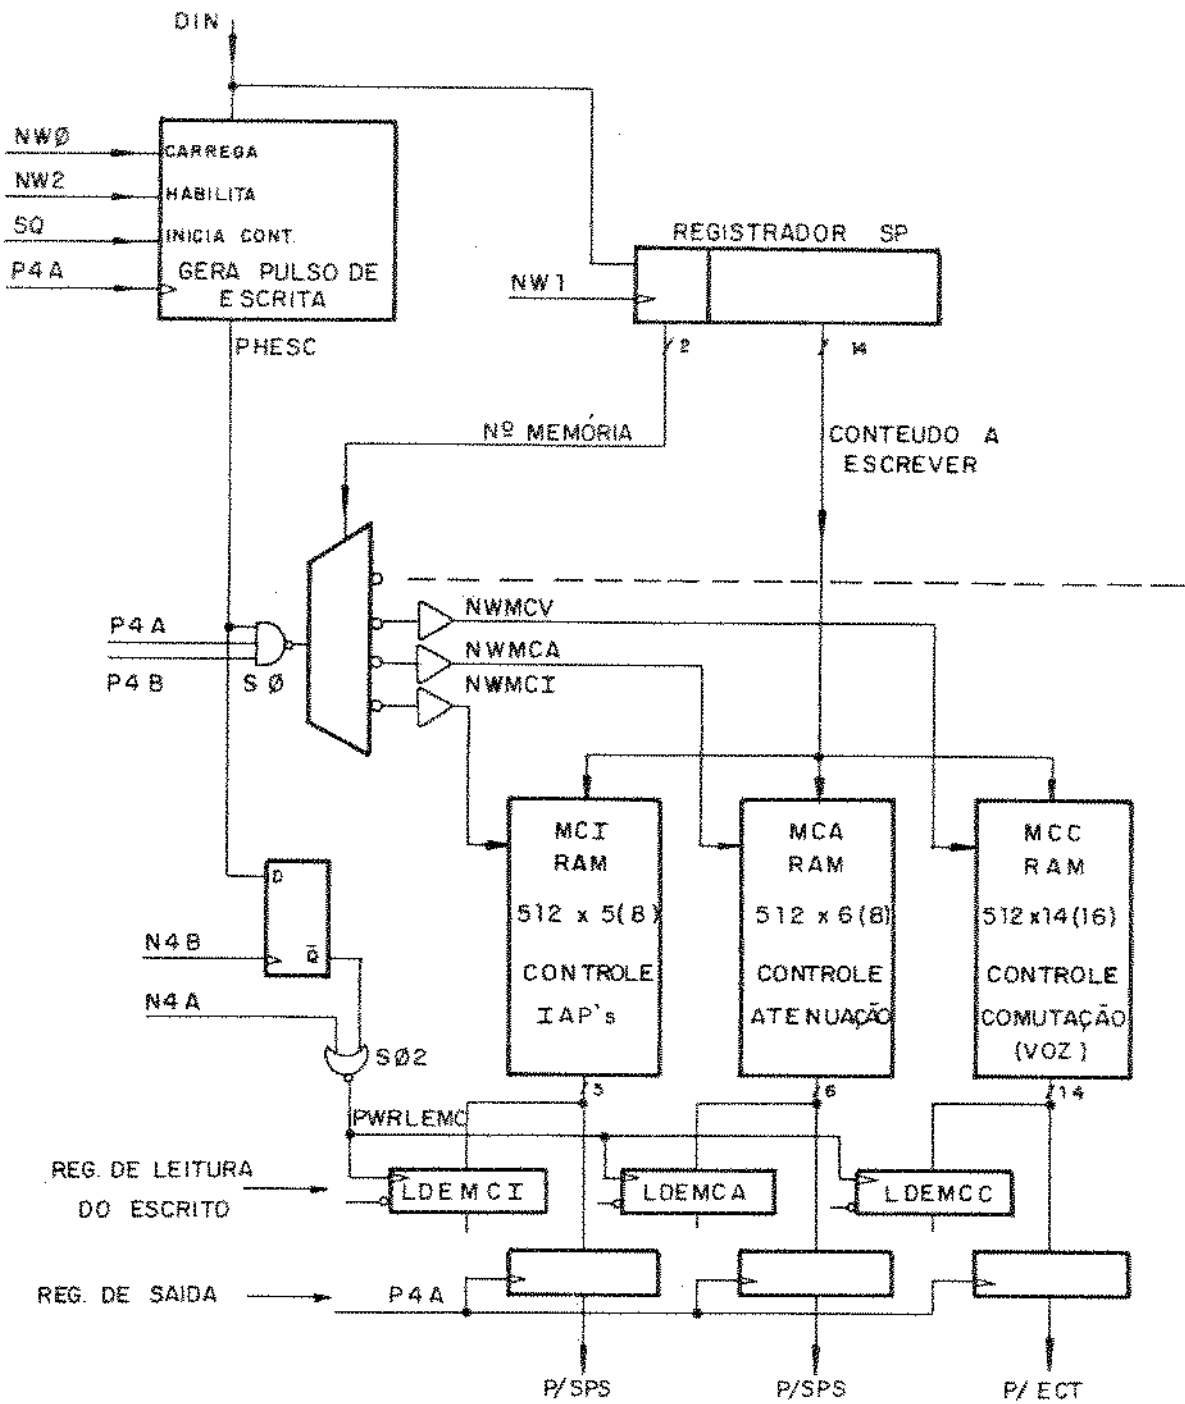 DIN
NWØ
CARREGA
NW2
HABILITA
SQ
INICIA CONT.
P4A
GERA PULSO DE
ESCRITA
REGISTRADOR SP
NW1
PHESC
2
14
Nº MEMÓRIA
CONTEUDO A
ESCREVER
P4A
P4B
SØ
NWMCV
NWMCA
NWMCI
MCI
RAM
512 x 5(8)
CONTROLE
IAP's
MCA
RAM
512 x 6(8)
CONTROLE
ATENUAÇÃO
MCC
RAM
512x14(16)
CONTROLE
COMUTAÇÃO
(VOZ)
D
N4B
Q̅
N4A
SØ2
6
14
PWRLEMC
REG. DE LEITURA
DO ESCRITO
LDEMCI
LDEMCA
LDEMCC
REG. DE SAIDA
P4A
P/SPS
P/SPS
P/ECT